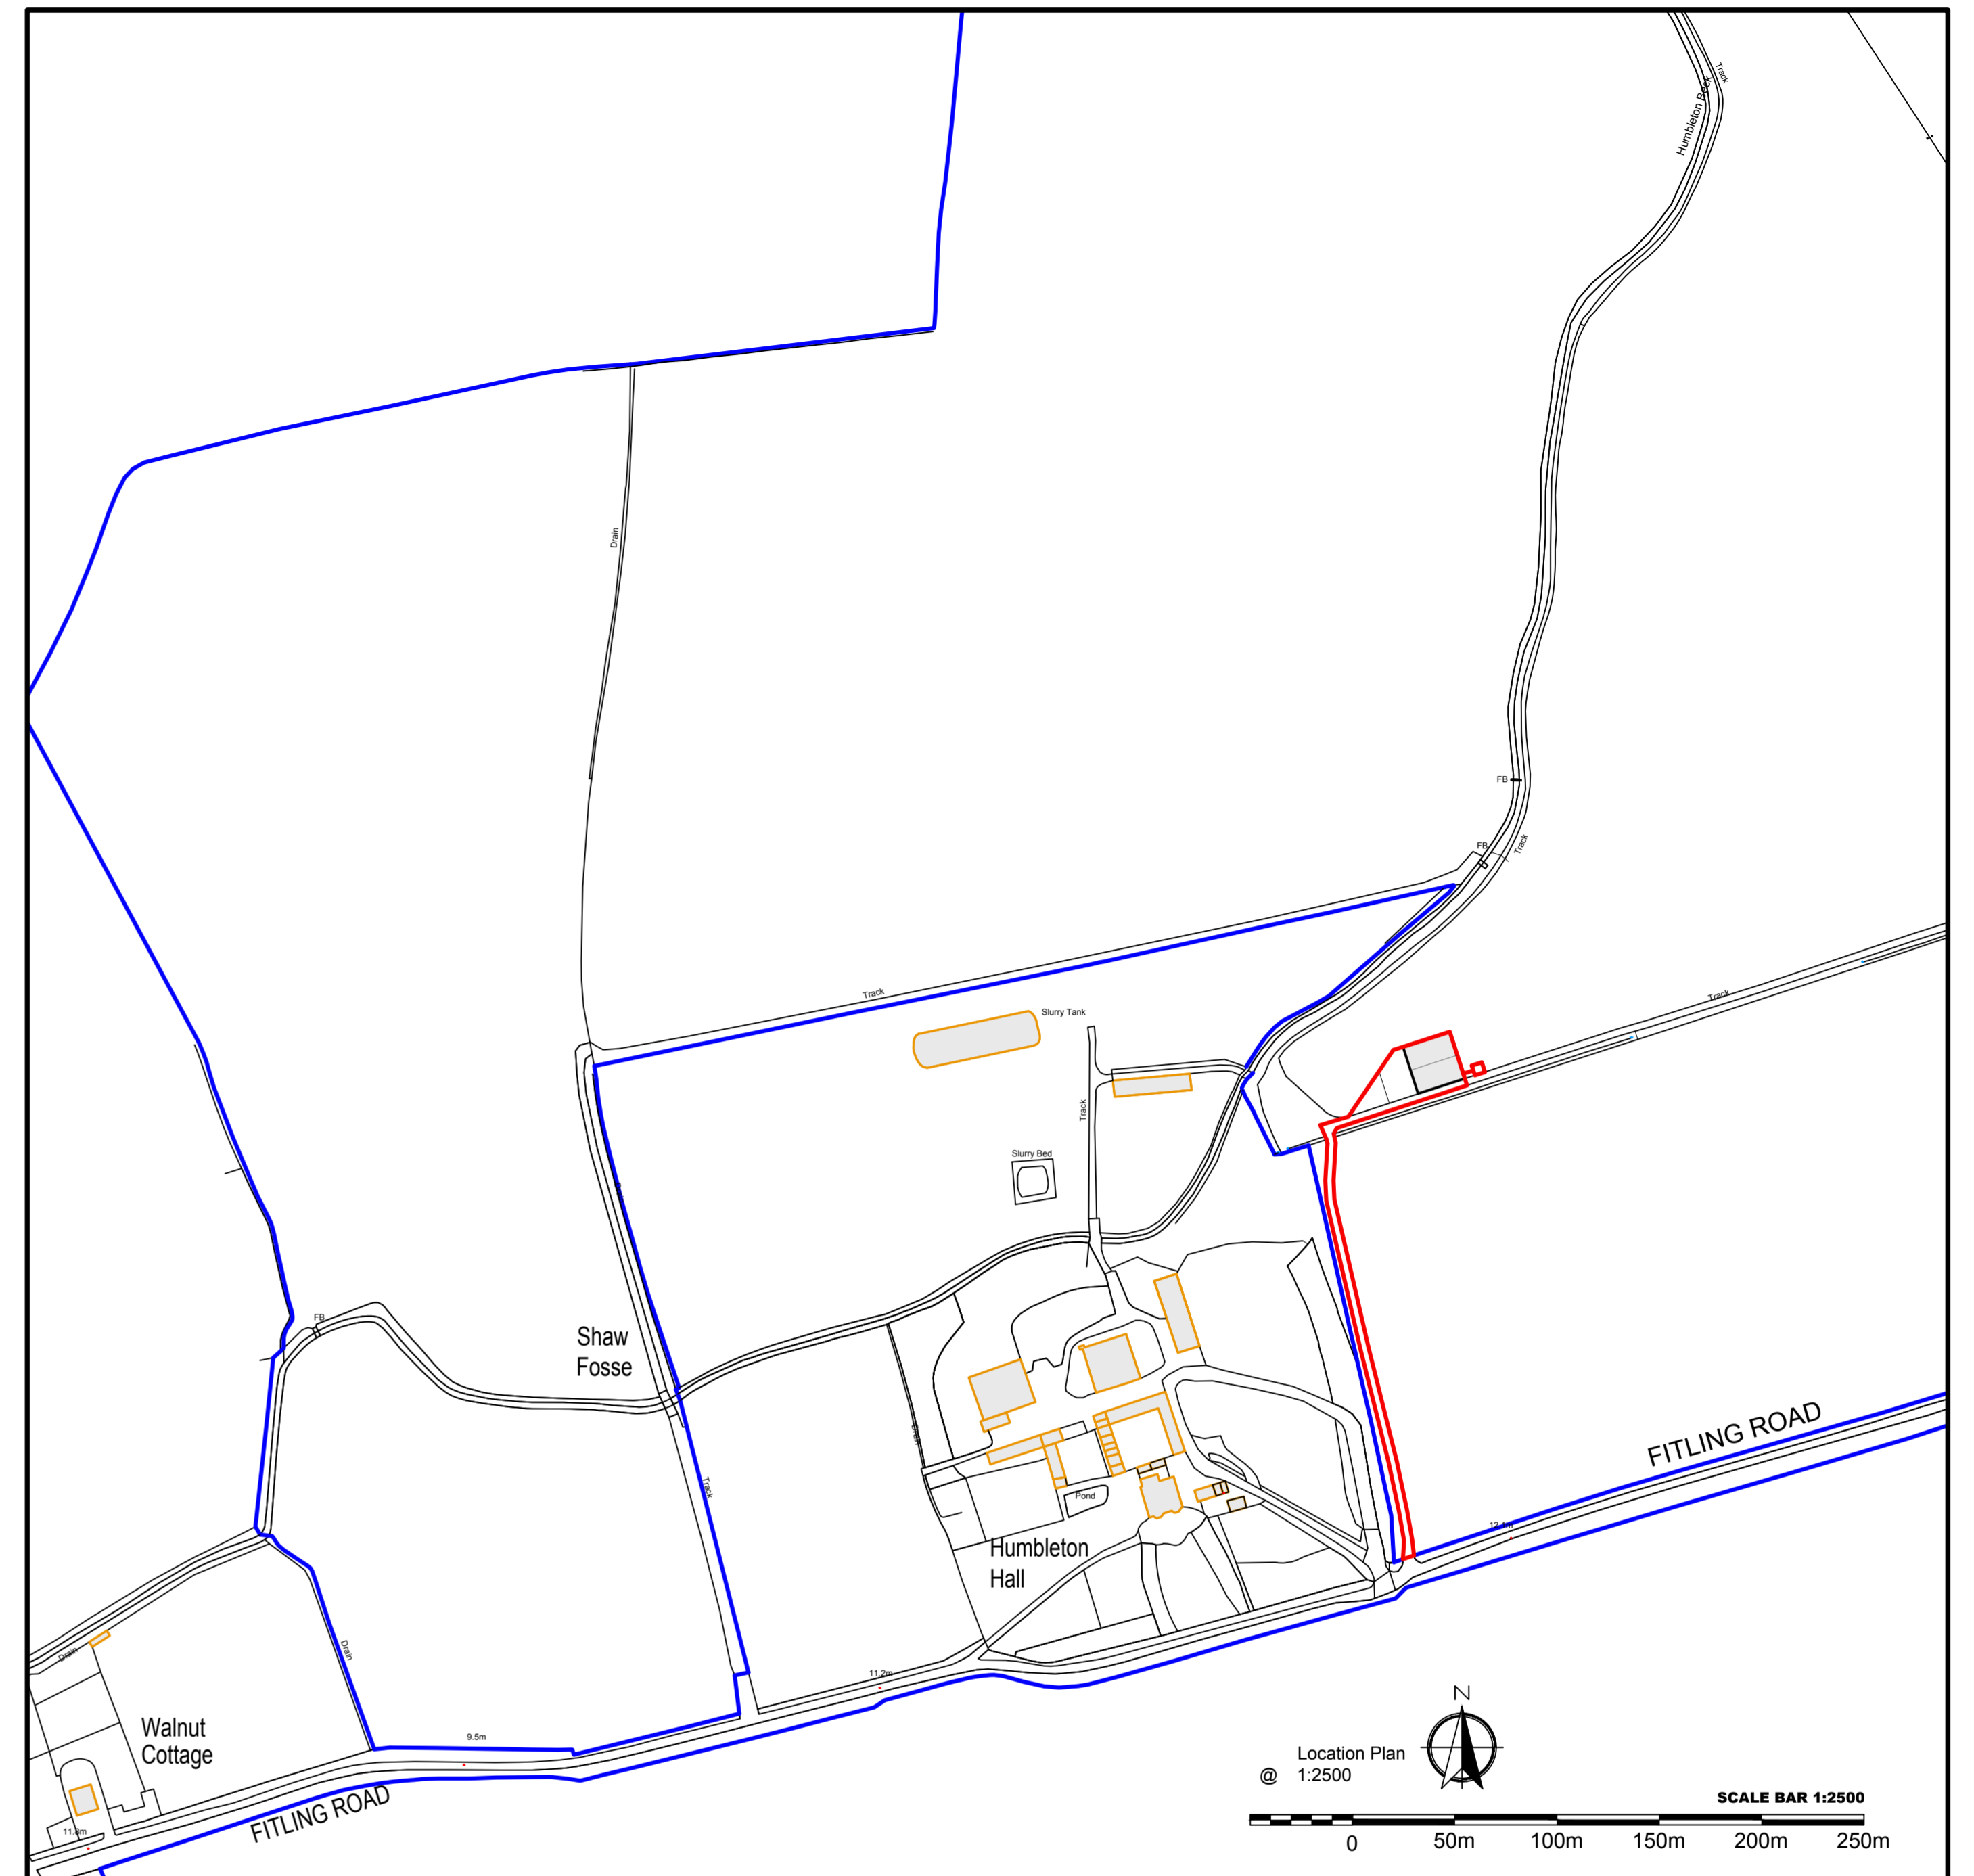 Track
Humbleton Beck
Drain
FB
FB
Track
Track
Track
Slurry Tank
Track
Slurry Bed
FB
Shaw
Fosse
Drain
Track
Pond
FITLING ROAD
12.4m
Humbleton
Hall
Drain
Drain
11.2m
Walnut
Cottage
9.5m
FITLING ROAD
11.8m
N
Location Plan
@ 1:2500
SCALE BAR 1:2500
0 50m 100m 150m 200m 250m